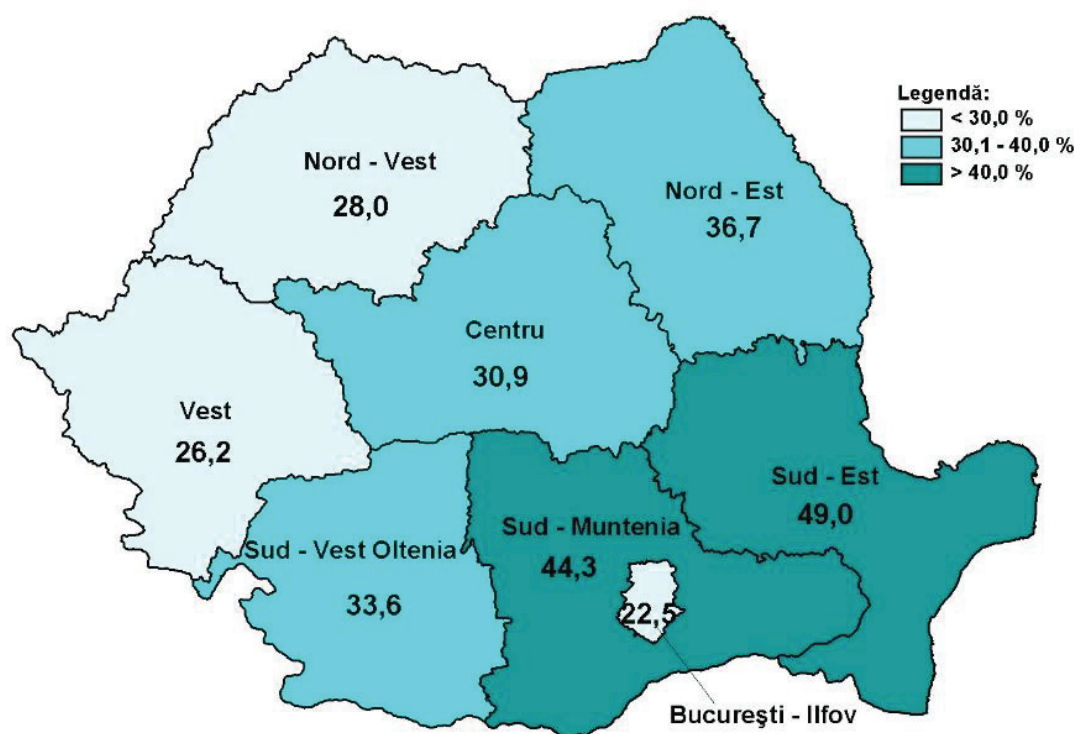 Legendă:
< 30,0 %
30,1 - 40,0 %
> 40,0 %
Nord - Vest
28,0
Nord - Est
36,7
Centru
30,9
Vest
26,2
Sud - Est
49,0
Sud - Muntenia
44,3
Sud - Vest Oltenia
33,6
22,5
Bucureşti - Ilfov